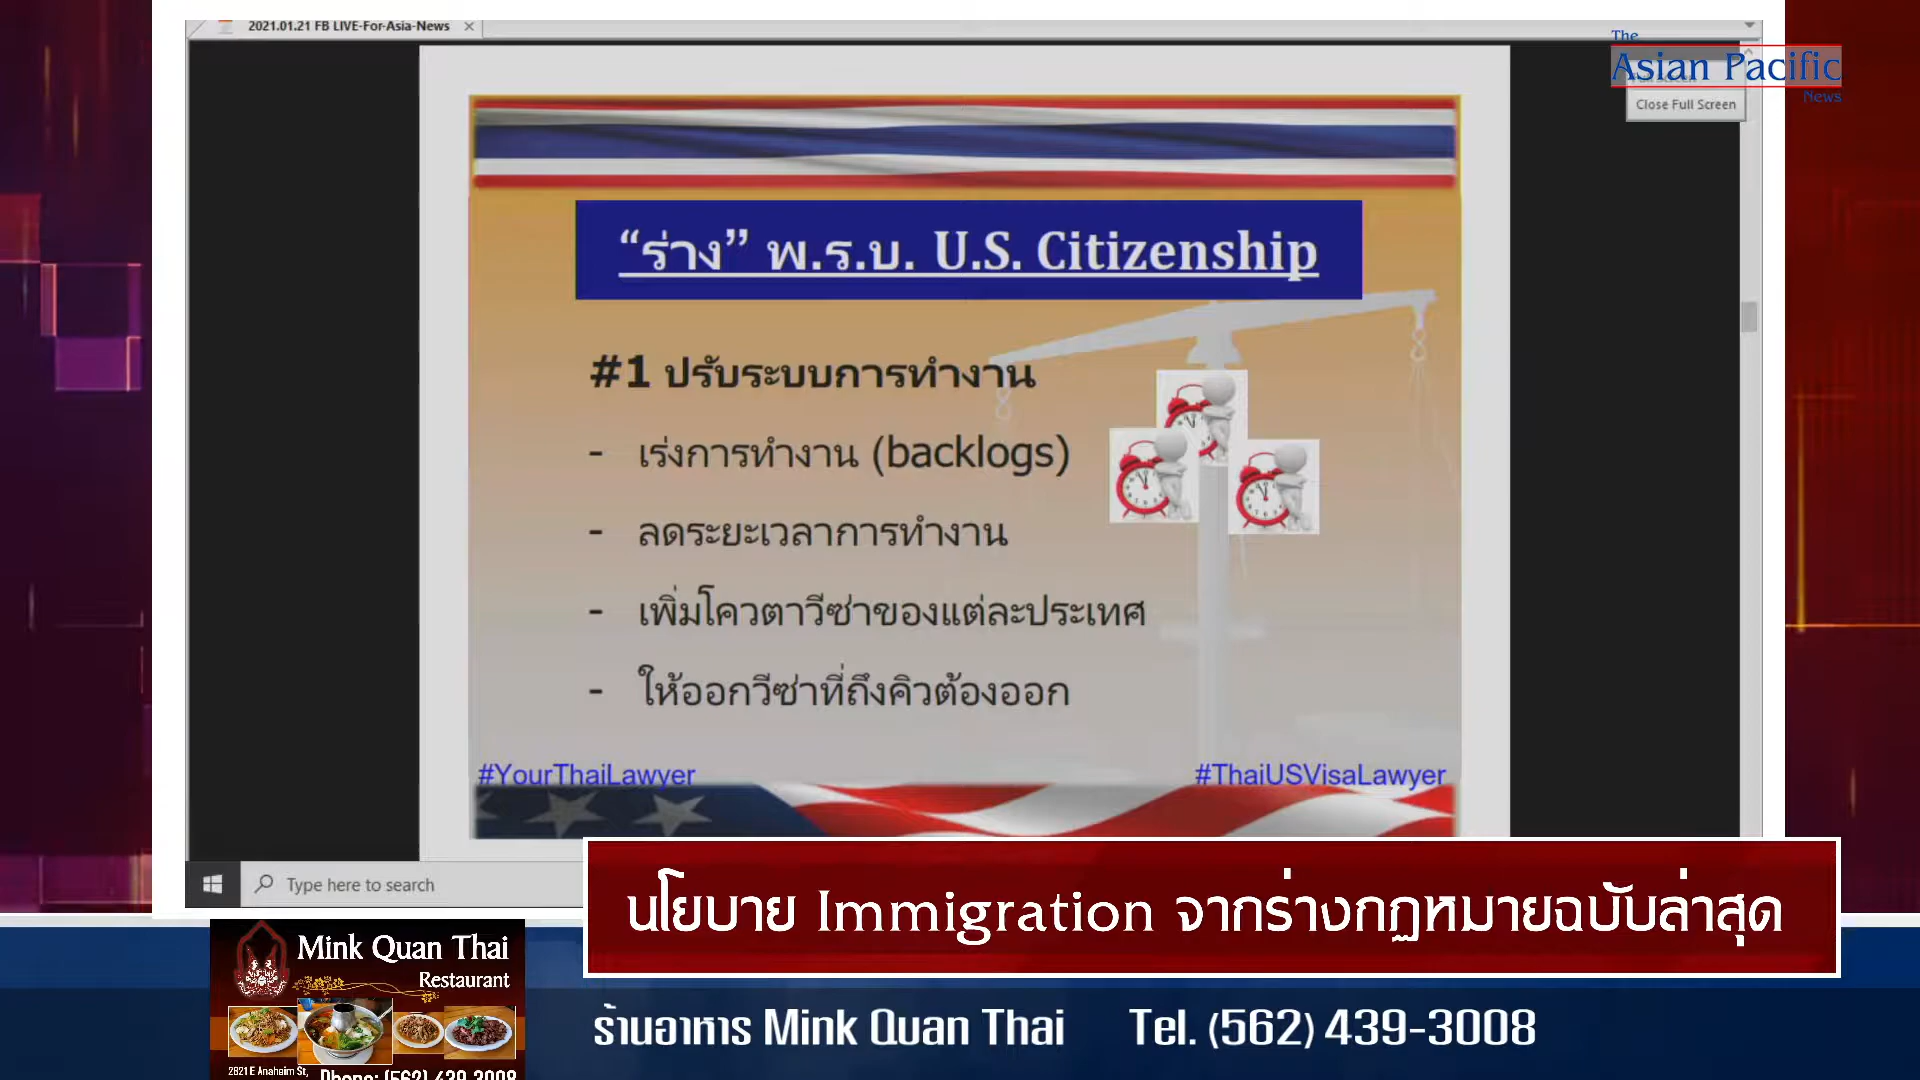 2021.01.21 FB LIVE-For-Asia-News
The
Asian Pacific
News
Close Full Screen
“ร่าง” พ.ร.บ. U.S. Citizenship
#1 ปรับระบบการทำงาน
- เร่งการทำงาน (backlogs)
- ลดระยะเวลาการทำงาน
- เพิ่มโควตาวีซ่าของแต่ละประเทศ
- ให้ออกวีซ่าที่ถึงคิวต้องออก
#YourThaiLawyer
#ThaiUSVisaLawyer
Type here to search
นโยบาย Immigration จากร่างกฎหมายฉบับล่าสุด
Mink Quan Thai
Restaurant
2821 E Anaheim St,
Phone: (562) 439-3008
ร้านอาหาร Mink Quan Thai Tel. (562) 439-3008